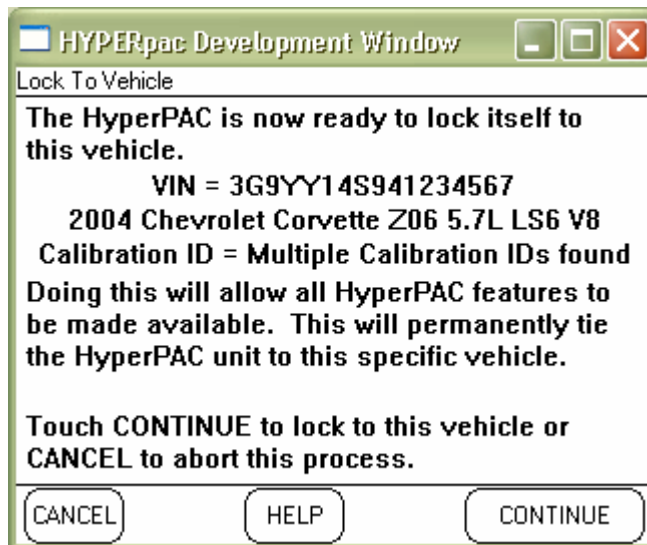 HYPERpac Development Window
Lock To Vehicle
The HyperPAC is now ready to lock itself to
this vehicle.
VIN = 3G9YY14S941234567
2004 Chevrolet Corvette Z06 5.7L LS6 V8
Calibration ID = Multiple Calibration IDs found
Doing this will allow all HyperPAC features to
be made available.  This will permanently tie
the HyperPAC unit to this specific vehicle.
Touch CONTINUE to lock to this vehicle or
CANCEL to abort this process.
CANCEL HELP CONTINUE